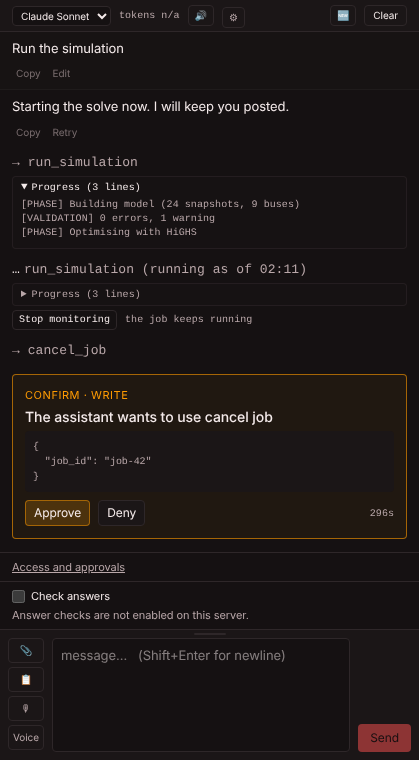 Claude Sonnet tokens n/a Clear
Run the simulation
Copy Edit
Starting the solve now. I will keep you posted.
Copy Retry
→ run_simulation
▼ Progress (3 lines)
[PHASE] Building model (24 snapshots, 9 buses)
[VALIDATION] 0 errors, 1 warning
[PHASE] Optimising with HiGHS
… run_simulation (running as of 02:11)
▶ Progress (3 lines)
Stop monitoring the job keeps running
→ cancel_job
CONFIRM · WRITE
The assistant wants to use cancel job
{
"job_id": "job-42"
}
Approve Deny 296s
Access and approvals
Check answers
Answer checks are not enabled on this server.
message... (Shift+Enter for newline)
Voice
Send